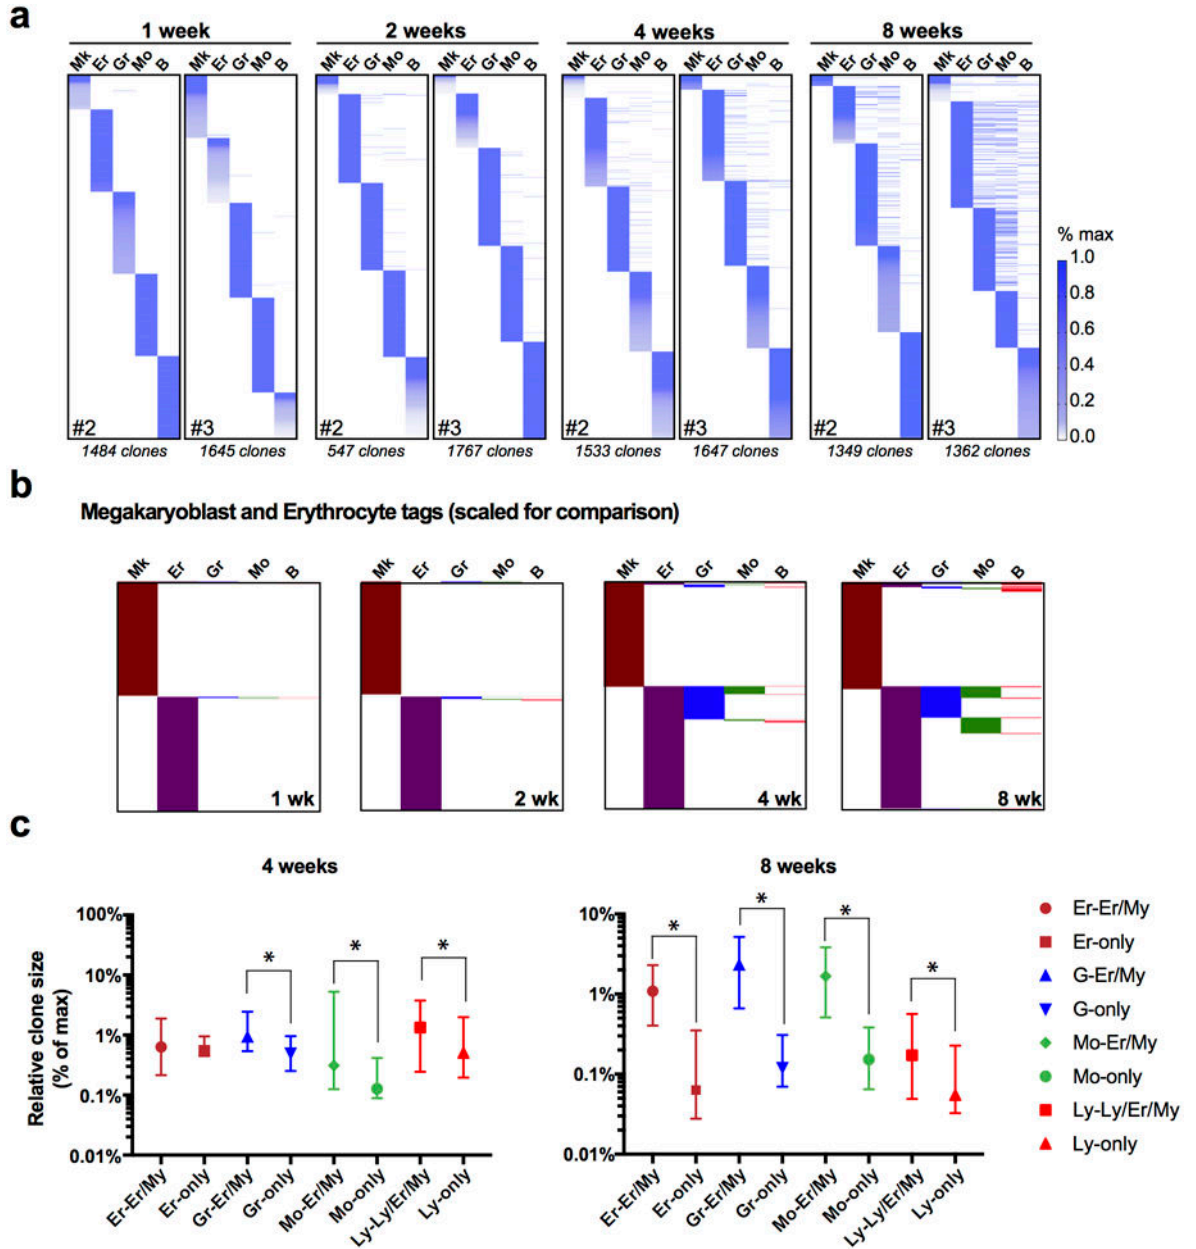 a
1 week 2 weeks 4 weeks 8 weeks
Mk Er Gr Mo B Mk Er Gr Mo B Mk Er Gr Mo B Mk Er Gr Mo B Mk Er Gr Mo B Mk Er Gr Mo B Mk Er Gr Mo B Mk Er Gr Mo B
% max
1.0
0.8
0.6
0.4
0.2
0.0
#2 #3 #2 #3 #2 #3 #2 #3
1484 clones 1645 clones 547 clones 1767 clones 1533 clones 1647 clones 1349 clones 1362 clones
b
Megakaryoblast and Erythrocyte tags (scaled for comparison)
Mk Er Gr Mo B Mk Er Gr Mo B Mk Er Gr Mo B Mk Er Gr Mo B
1 wk 2 wk 4 wk 8 wk
c
4 weeks
Relative clone size
(% of max)
100%
10%
1%
0.1%
0.01%
* * *
Er-Er/My Er-only Gr-Er/My Gr-only Mo-Er/My Mo-only Ly-Ly/Er/My Ly-only
8 weeks
10%
1%
0.1%
0.01%
* * * *
Er-Er/My Er-only Gr-Er/My Gr-only Mo-Er/My Mo-only Ly-Ly/Er/My Ly-only
Er-Er/My
Er-only
G-Er/My
G-only
Mo-Er/My
Mo-only
Ly-Ly/Er/My
Ly-only